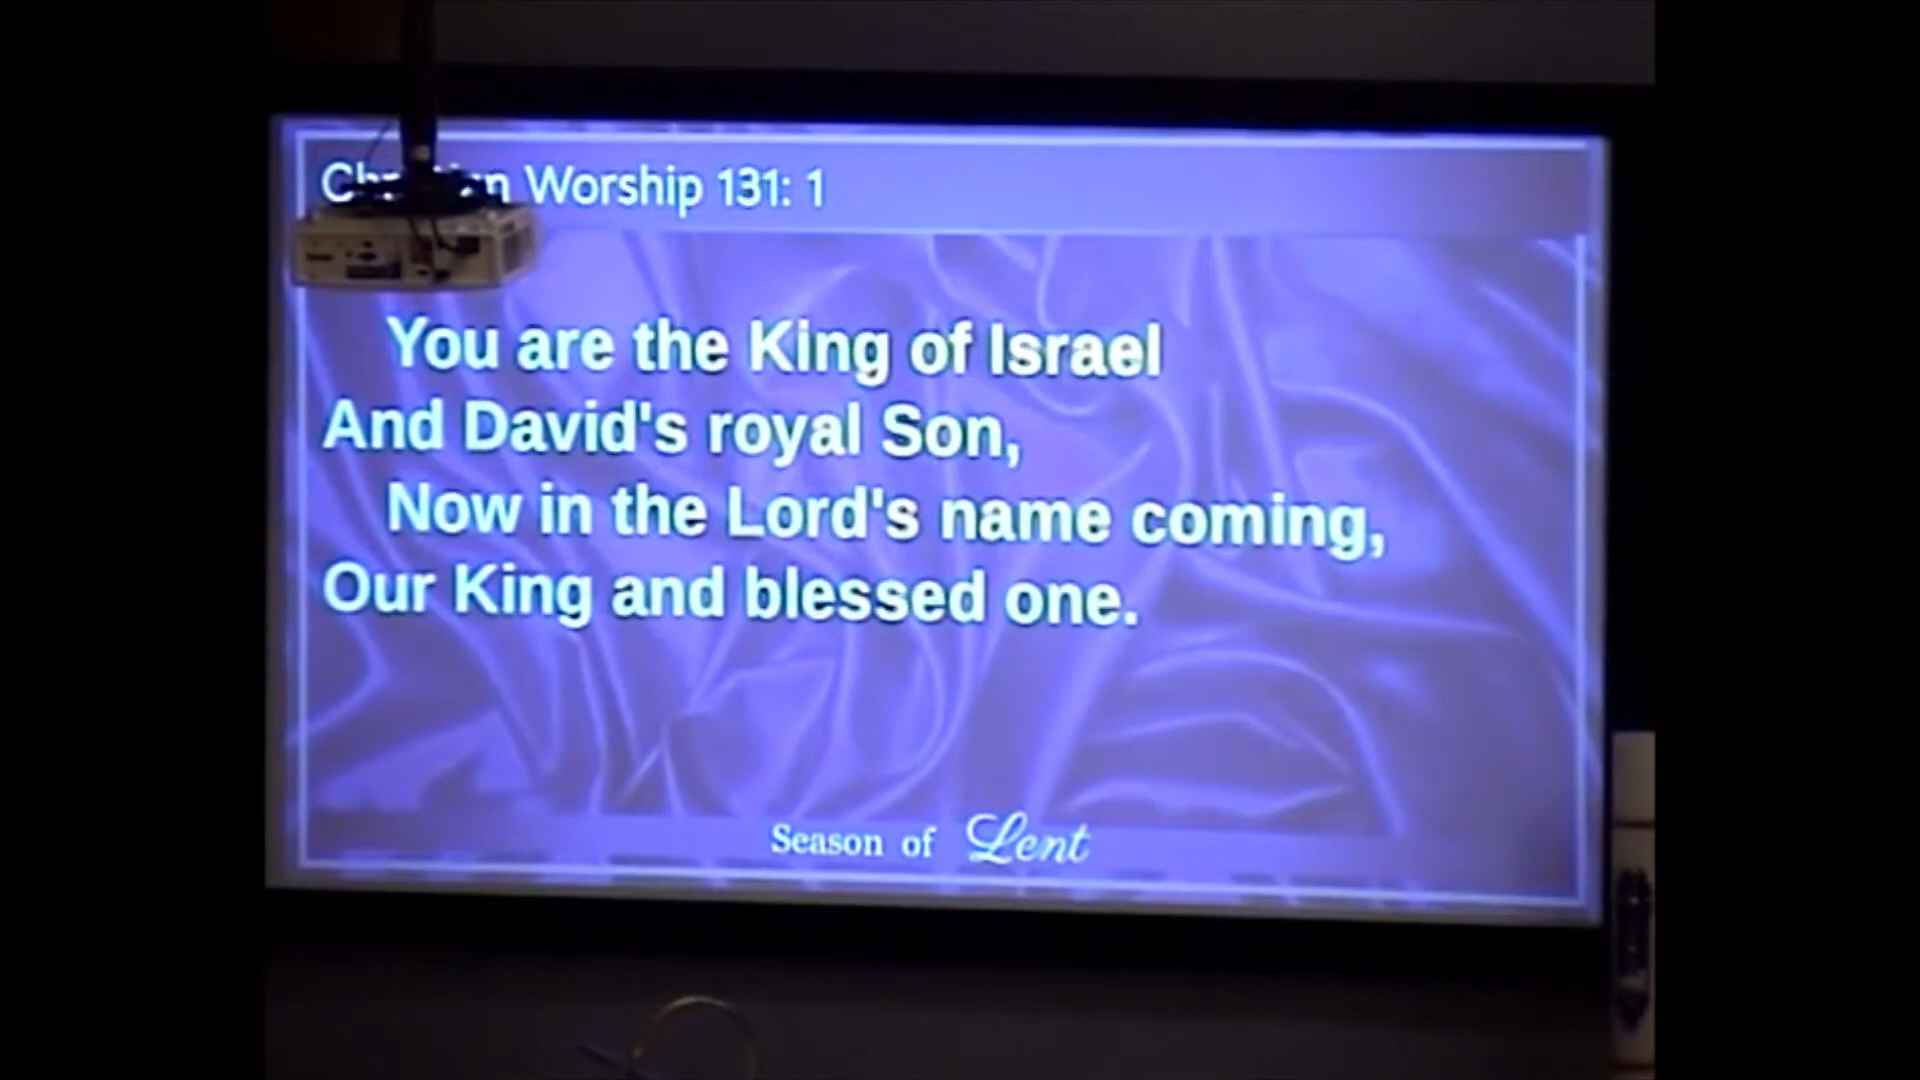 Christian Worship 131: 1
You are the King of Israel
And David's royal Son,
Now in the Lord's name coming,
Our King and blessed one.
Season of Lent